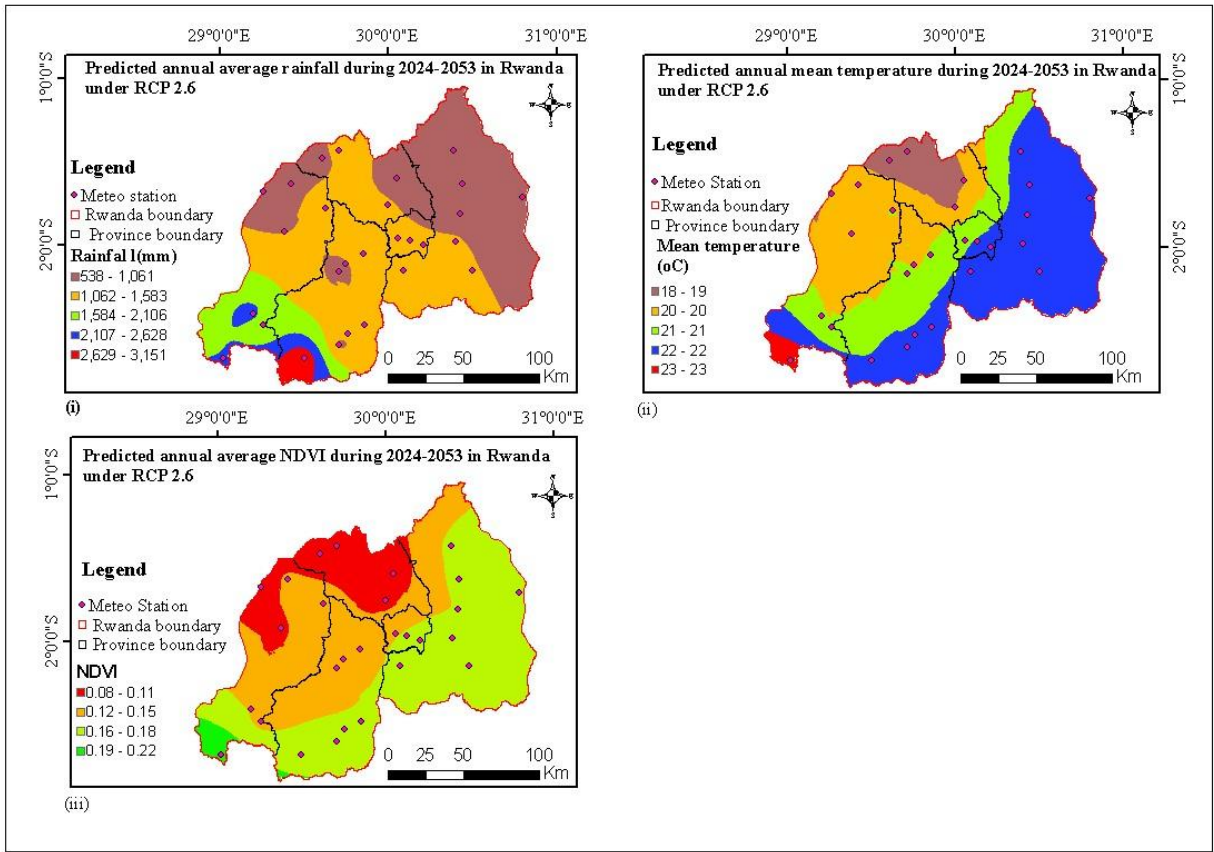 29°0'0"E 30°0'0"E 31°0'0"E
1°0'0"S
2°0'0"S
Predicted annual average rainfall during 2024-2053 in Rwanda
under RCP 2.6
N
W E
S
Legend
Meteo station
Rwanda boundary
Province boundary
Rainfal l(mm)
538 - 1,061
1,062 - 1,583
1,584 - 2,106
2,107 - 2,628
2,629 - 3,151
0 25 50 100
Km
(i)
29°0'0"E 30°0'0"E 31°0'0"E
1°0'0"S
2°0'0"S
Predicted annual mean temperature during 2024-2053 in Rwanda
under RCP 2.6
N
W E
S
Legend
Meteo Station
Rwanda boundary
Province boundary
Mean temperature
(oC)
18 - 19
20 - 20
21 - 21
22 - 22
23 - 23
0 25 50 100
Km
(ii)
29°0'0"E 30°0'0"E 31°0'0"E
1°0'0"S
2°0'0"S
Predicted annual average NDVI during 2024-2053 in Rwanda
under RCP 2.6
N
W E
S
Legend
Meteo Station
Rwanda boundary
Province boundary
NDVI
0.08 - 0.11
0.12 - 0.15
0.16 - 0.18
0.19 - 0.22
0 25 50 100
Km
(iii)